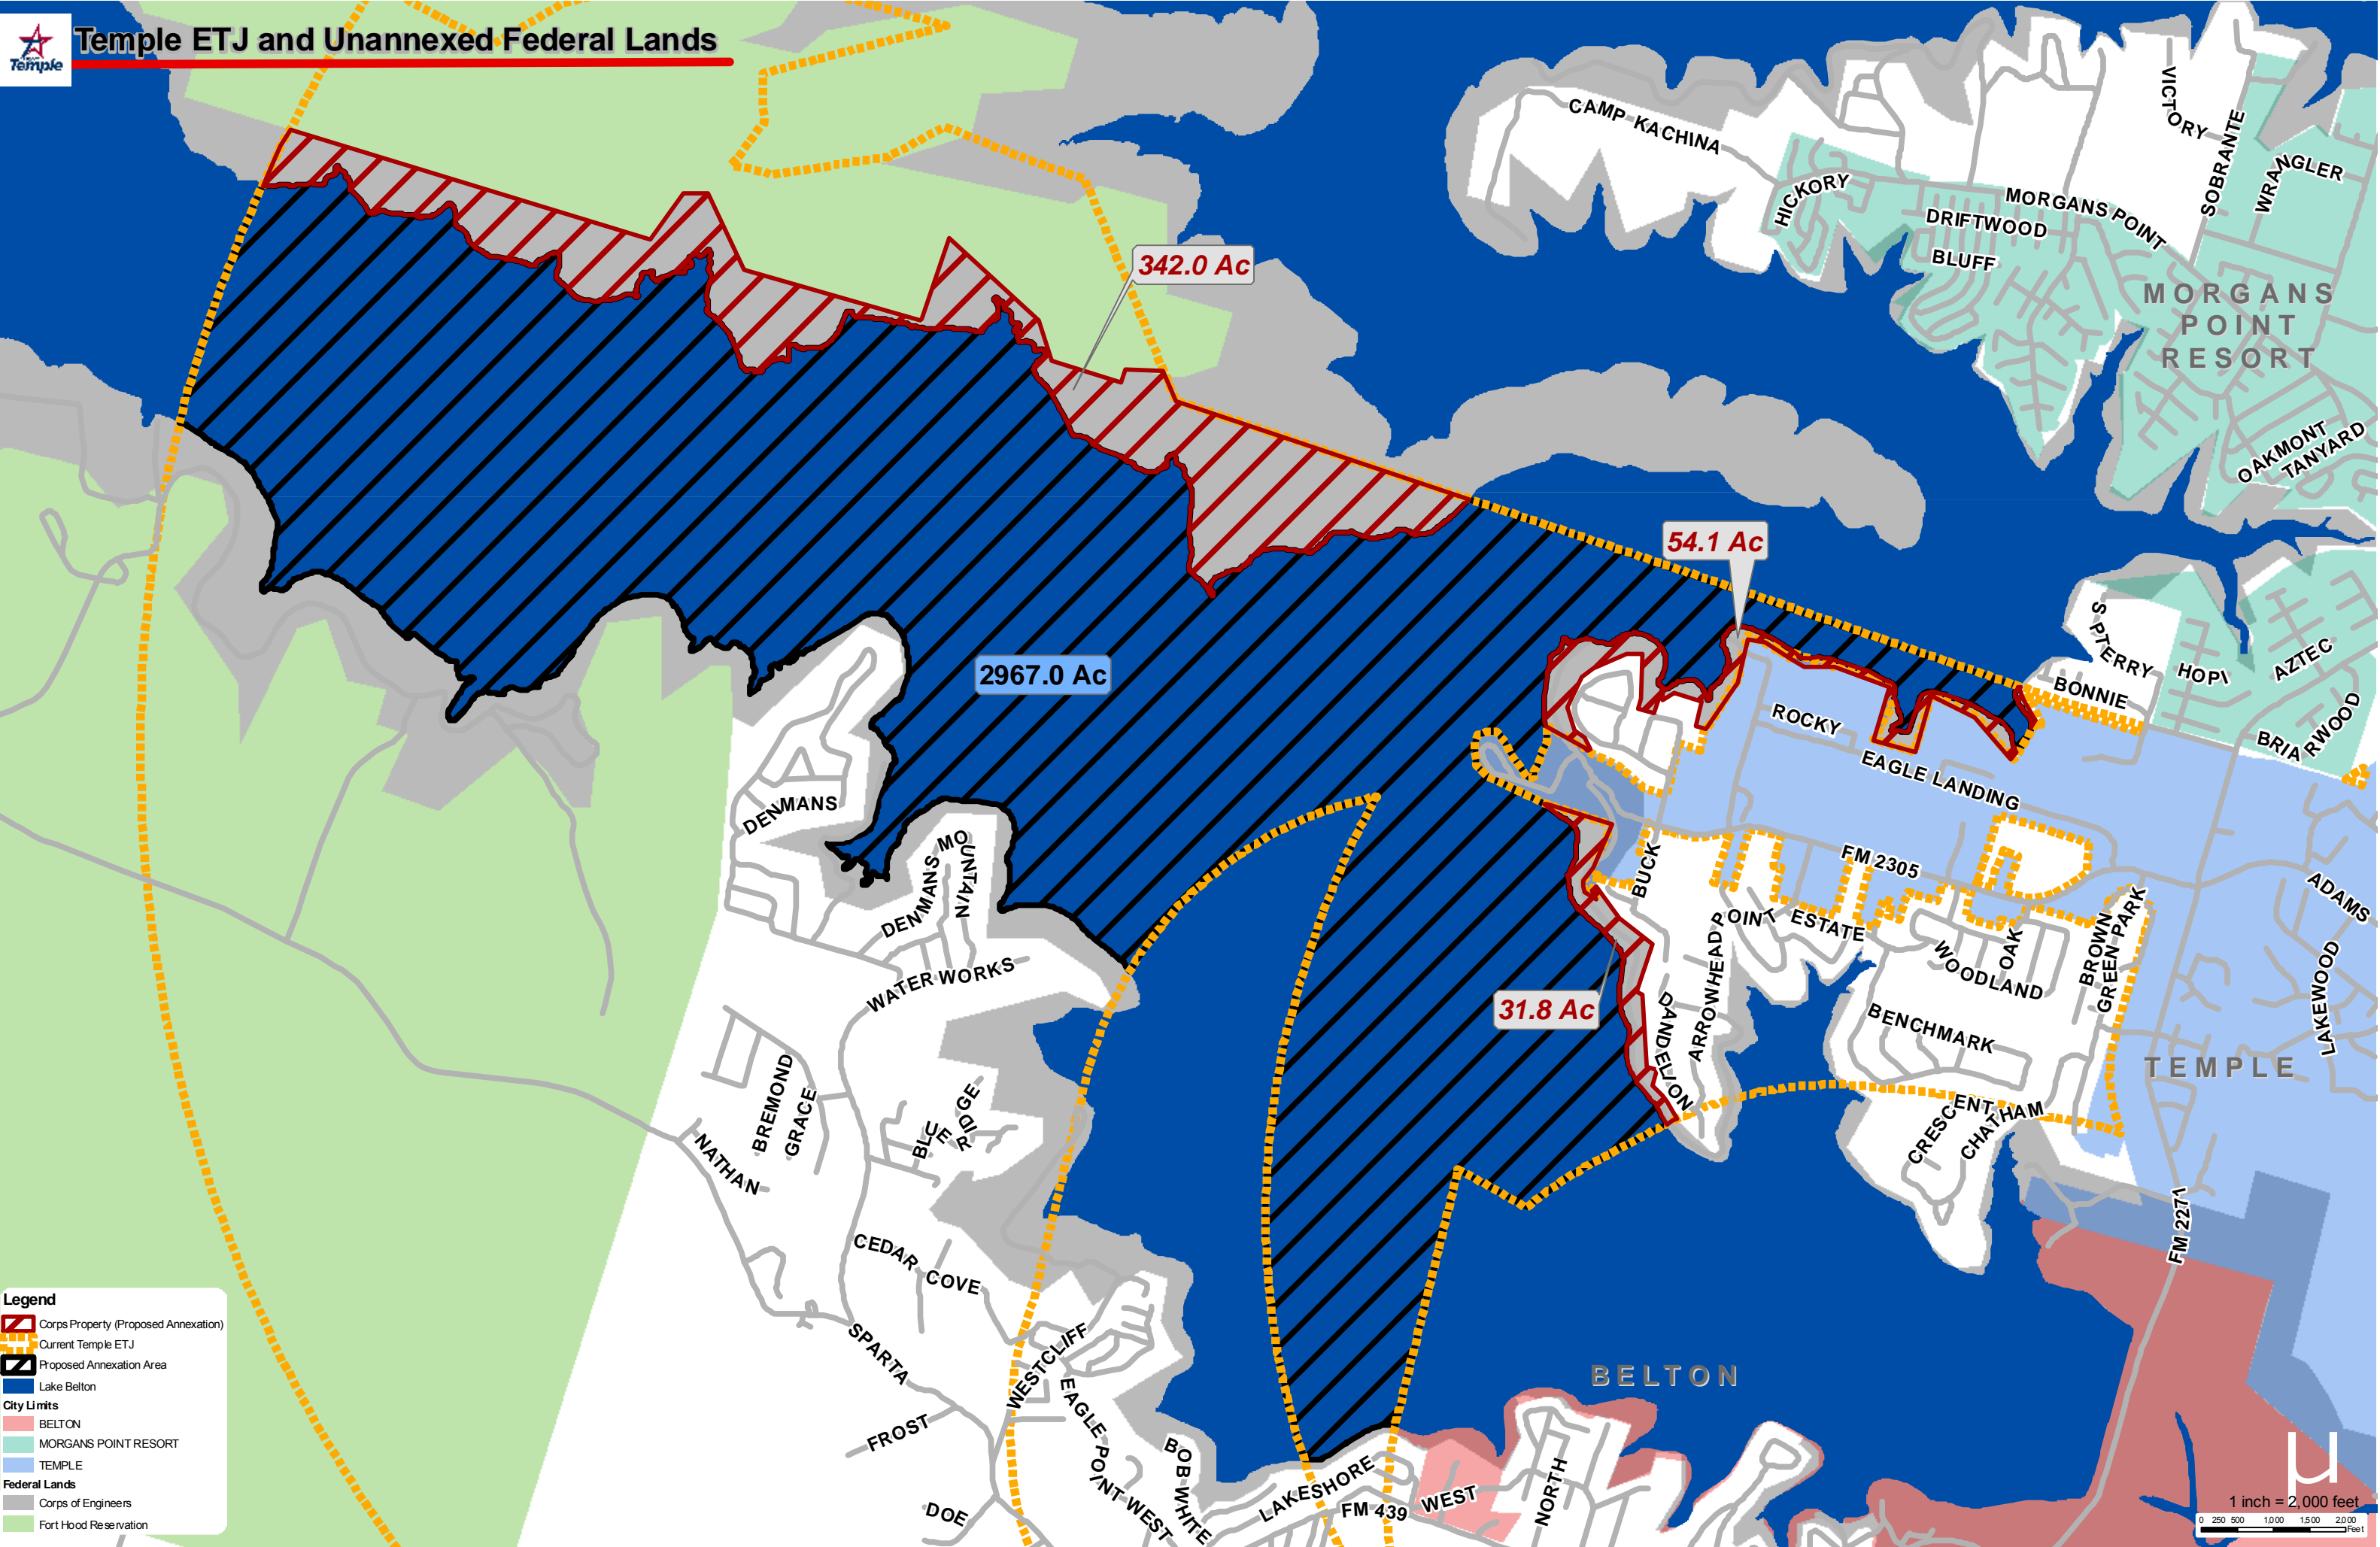 Temple
Temple ETJ and Unannexed Federal Lands
VICTORY
SOBRANTE
WRANGLER
CAMP KACHINA
HICKORY
MORGANS POINT
DRIFTWOOD
BLUFF
342.0 Ac
MORGANS
POINT
RESORT
OAKMONT
TANYARD
54.1 Ac
2967.0 Ac
TERRY
HOPI
AZTEC
BONNIE
BRIARWOOD
ROCKY
EAGLE LANDING
DENMANS
DENMANS MOUNTAIN
WATER WORKS
BUCK
FM 2305
POINT
ESTATE
ADAMS
WOODLAND
OAK
BROWN
GREEN PARK
LAKEWOOD
31.8 Ac
DANDELION
ARROWHEAD
BENCHMARK
TEMPLE
BREMOND
GRACE
BLUE RIDGE
NATHAN
CRESCENT
CHATHAM
FM 2271
CEDAR COVE
SPARTA
WESTCLIFF
EAGLE POINT WEST
BOB WHITE
FROST
DOE
BELTON
LAKESHORE
FM 439
WEST
NORTH
Legend
Corps Property (Proposed Annexation)
Current Temple ETJ
Proposed Annexation Area
Lake Belton
City Limits
BELTON
MORGANS POINT RESORT
TEMPLE
Federal Lands
Corps of Engineers
Fort Hood Reservation
µ
1 inch = 2,000 feet
0 250 500 1,000 1,500 2,000
Feet